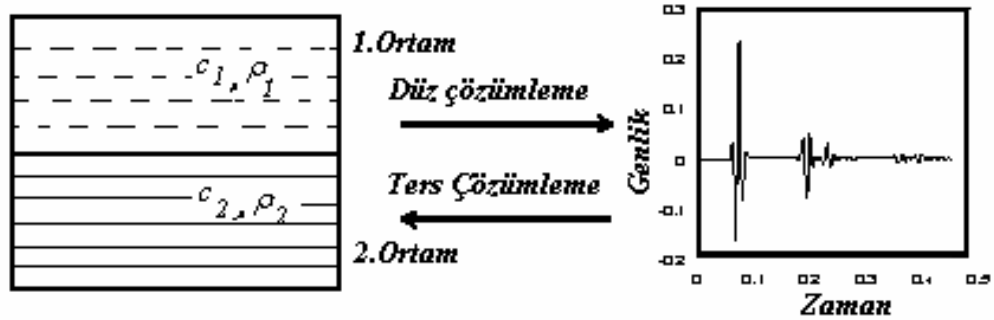 1.Ortam
c1, ρ1
Düz çözümleme
Ters Çözümleme
c2, ρ2
2.Ortam
Genlik
0.3
0.2
0.1
0
-0.1
-0.2
0 0.1 0.2 0.3 0.4 0.5
Zaman